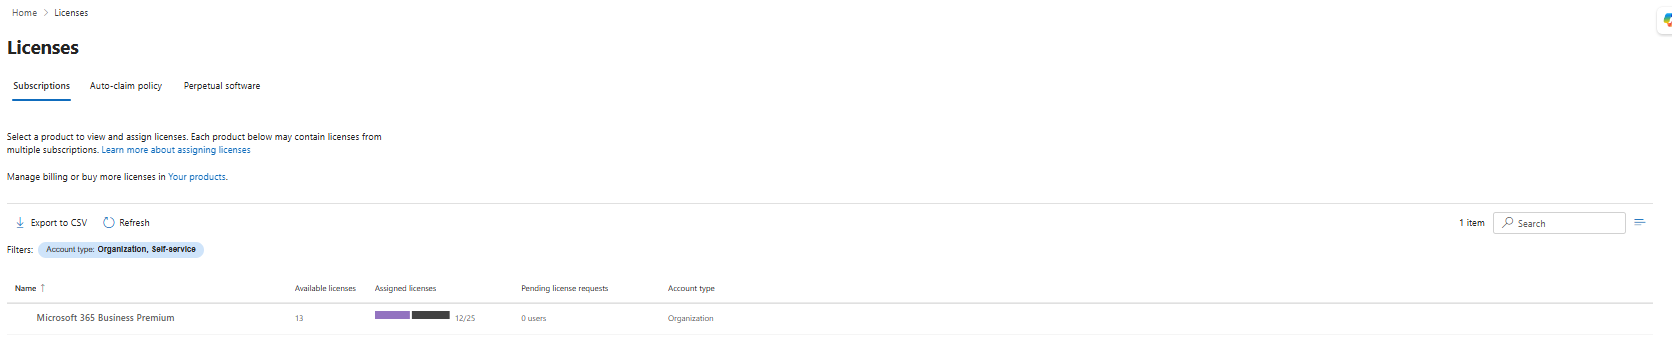 Home > Licenses
Licenses
Subscriptions Auto-claim policy Perpetual software
Select a product to view and assign licenses. Each product below may contain licenses from
multiple subscriptions. Learn more about assigning licenses
Manage billing or buy more licenses in Your products.
Export to CSV Refresh 1 item Search
Filters: Account type: Organization, Self-service
Name ↑ Available licenses Assigned licenses Pending license requests Account type
Microsoft 365 Business Premium 13 12/25 0 users Organization